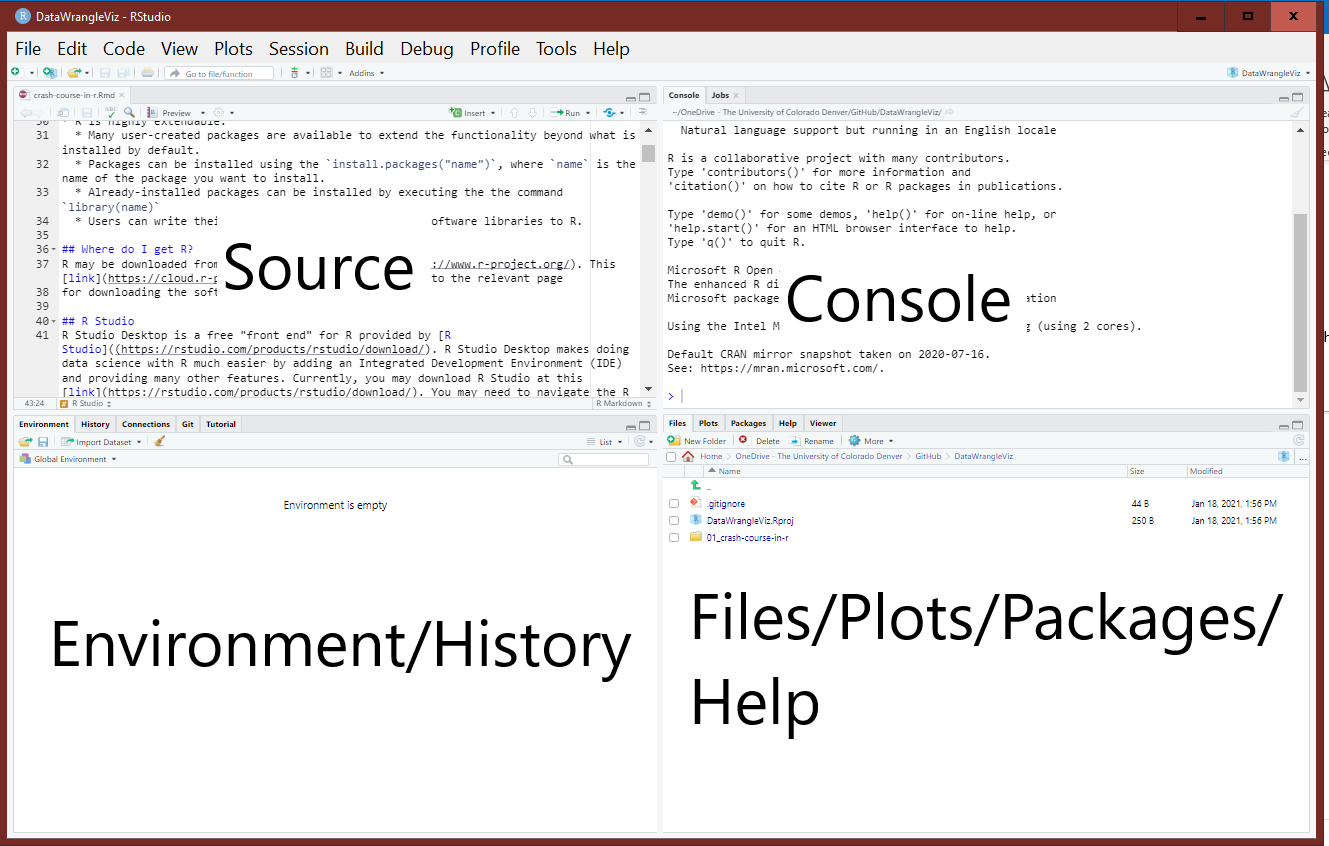 DataWrangleViz - RStudio
File Edit Code View Plots Session Build Debug Profile Tools Help
Go to file/function Addins DataWrangleViz
crash-course-in-r.Rmd
Preview Insert Run
30 * R is highly extendable.
31 * Many user-created packages are available to extend the functionality beyond what is
installed by default.
32 * Packages can be installed using the `install.packages("name")`, where `name` is the
name of the package you want to install.
33 * Already-installed packages can be installed by executing the the command
`library(name)`
34 * Users can write thei oftware libraries to R.
35
36 ## Where do I get R?
37 R may be downloaded from ://www.r-project.org/). This
[link](https://cloud.r-p to the relevant page
38 for downloading the soft
39
40 ## R Studio
41 R Studio Desktop is a free "front end" for R provided by [R
Studio]((https://rstudio.com/products/rstudio/download/). R Studio Desktop makes doing
data science with R much easier by adding an Integrated Development Environment (IDE)
and providing many other features. Currently, you may download R Studio at this
[link](https://rstudio.com/products/rstudio/download/). You may need to navigate the R
43:24 # R Studio R Markdown
Source
Console Jobs
~/OneDrive - The University of Colorado Denver/GitHub/DataWrangleViz/
Natural language support but running in an English locale
R is a collaborative project with many contributors.
Type 'contributors()' for more information and
'citation()' on how to cite R or R packages in publications.
Type 'demo()' for some demos, 'help()' for on-line help, or
'help.start()' for an HTML browser interface to help.
Type 'q()' to quit R.
Microsoft R Open
The enhanced R di
Microsoft package ation
Using the Intel M g (using 2 cores).
Default CRAN mirror snapshot taken on 2020-07-16.
See: https://mran.microsoft.com/.
>
Console
Environment History Connections Git Tutorial
Import Dataset List
Global Environment
Environment is empty
Environment/History
Files Plots Packages Help Viewer
New Folder Delete Rename More
Home OneDrive - The University of Colorado Denver GitHub DataWrangleViz ...
Name Size Modified
..
.gitignore 44 B Jan 18, 2021, 1:56 PM
DataWrangleViz.Rproj 250 B Jan 18, 2021, 1:56 PM
01_crash-course-in-r
Files/Plots/Packages/
Help